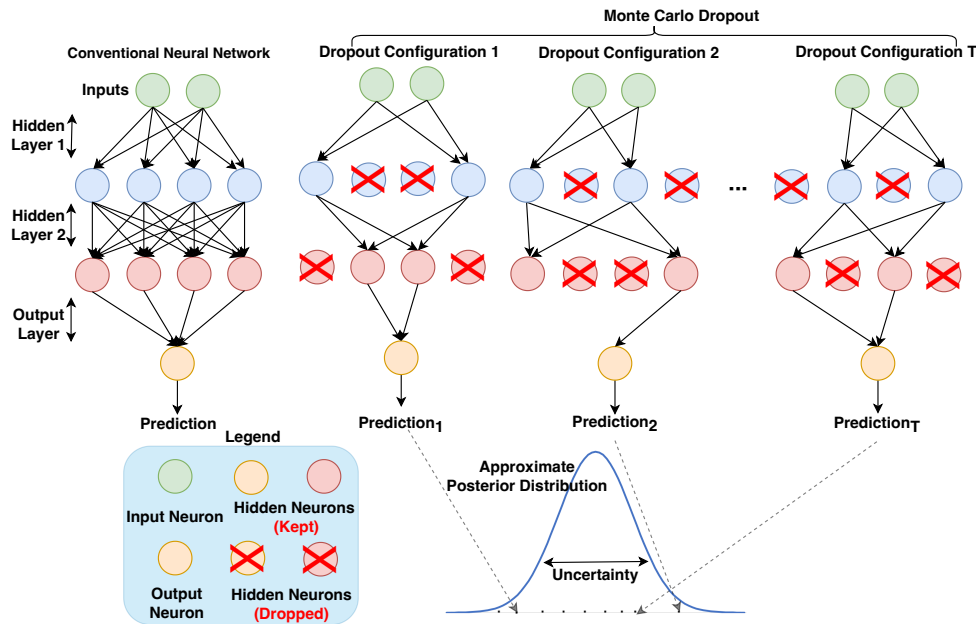 Monte Carlo Dropout
Conventional Neural Network
Dropout Configuration 1
Dropout Configuration 2
Dropout Configuration T
Inputs
Hidden
Layer 1
...
Hidden
Layer 2
Output
Layer
Prediction
Prediction1
Prediction2
PredictionT
Legend
Input Neuron
Hidden Neurons
(Kept)
Output
Neuron
Hidden Neurons
(Dropped)
Approximate
Posterior Distribution
Uncertainty